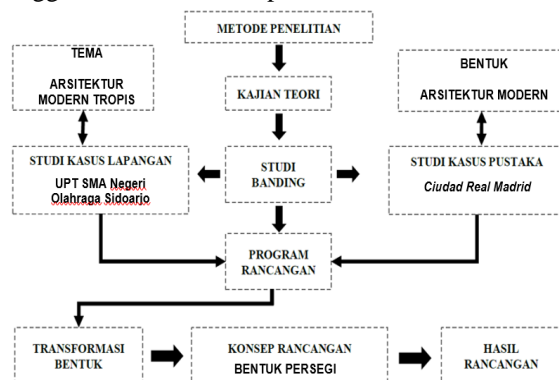 METODE PENELITIAN
TEMA
ARSITEKTUR
MODERN TROPIS
KAJIAN TEORI
BENTUK
ARSITEKTUR MODERN
STUDI KASUS LAPANGAN
UPT SMA Negeri
Olahraga Sidoarjo
STUDI
BANDING
STUDI KASUS PUSTAKA
Ciudad Real Madrid
PROGRAM
RANCANGAN
TRANSFORMASI
BENTUK
KONSEP RANCANGAN
BENTUK PERSEGI
HASIL
RANCANGAN